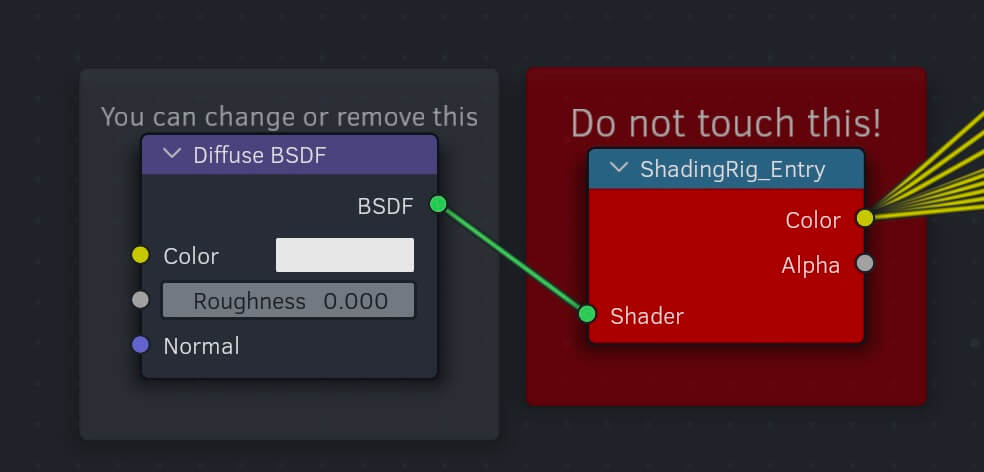 You can change or remove this
Diffuse BSDF
BSDF
Color
Roughness 0.000
Normal
Do not touch this!
ShadingRig_Entry
Color
Alpha
Shader